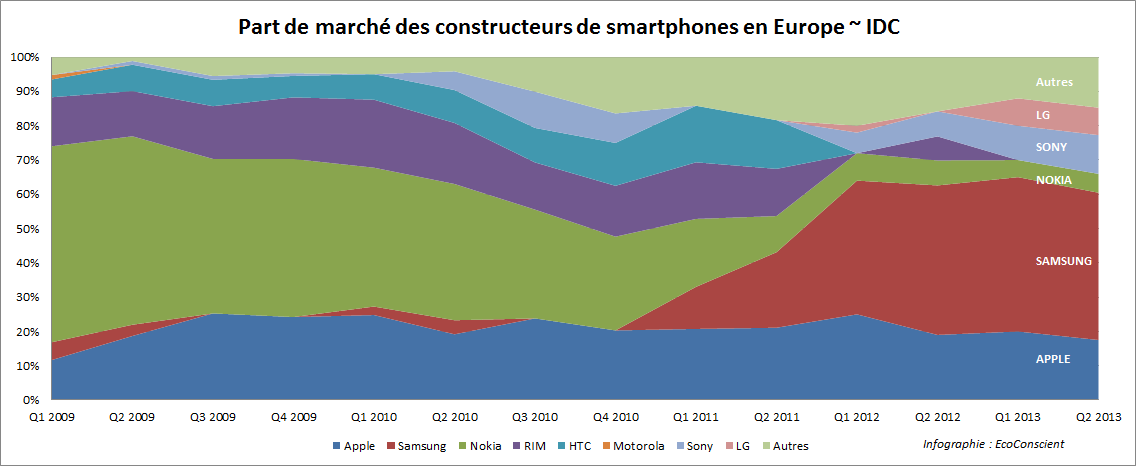 Part de marché des constructeurs de smartphones en Europe ~ IDC
100%
90%
80%
70%
60%
50%
40%
30%
20%
10%
0%
Autres
LG
SONY
NOKIA
SAMSUNG
APPLE
Q1 2009 Q2 2009 Q3 2009 Q4 2009 Q1 2010 Q2 2010 Q3 2010 Q4 2010 Q1 2011 Q2 2011 Q1 2012 Q2 2012 Q1 2013 Q2 2013
Apple Samsung Nokia RIM HTC Motorola Sony LG Autres
Infographie : EcoConscient